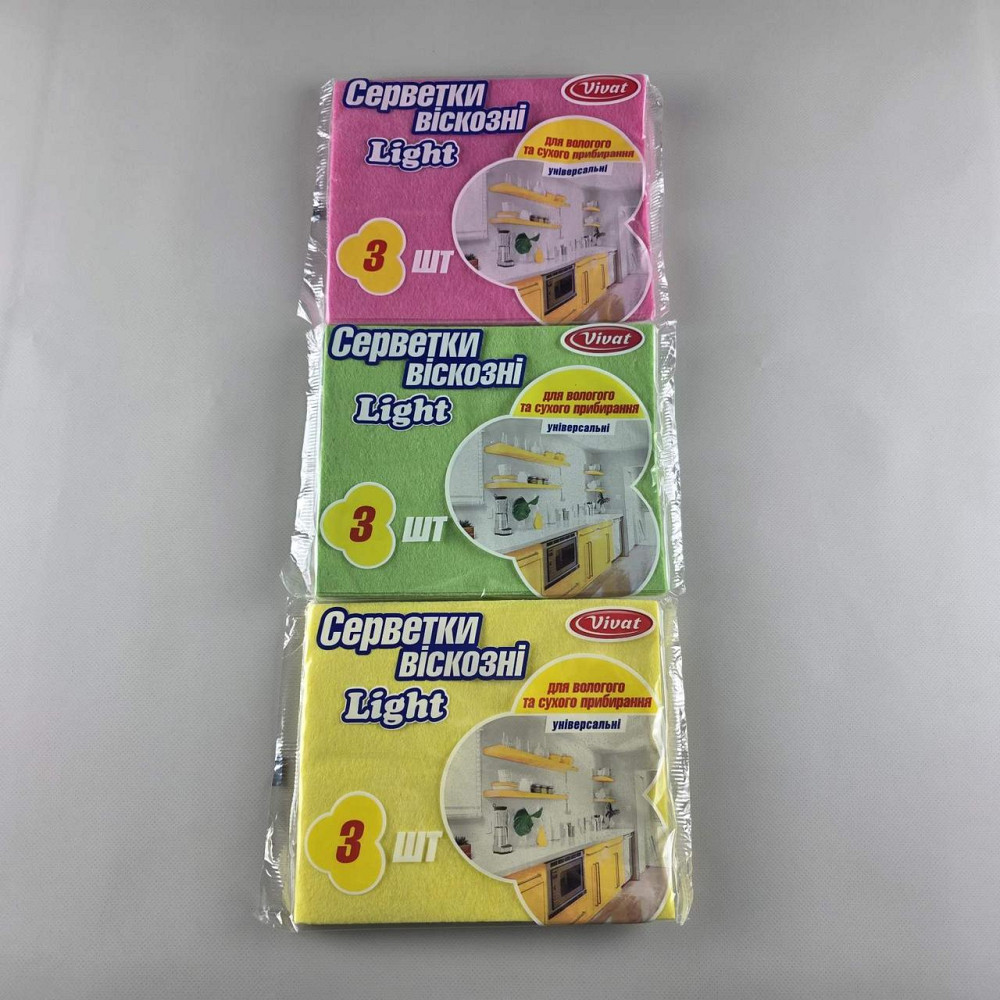 Серветки
віскозні
Light
Vivat
для вологого
та сухого прибирання
універсальні
3 шт
Серветки
віскозні
Light
Vivat
для вологого
та сухого прибирання
універсальні
3 шт
Серветки
віскозні
Light
Vivat
для вологого
та сухого прибирання
універсальні
3 шт